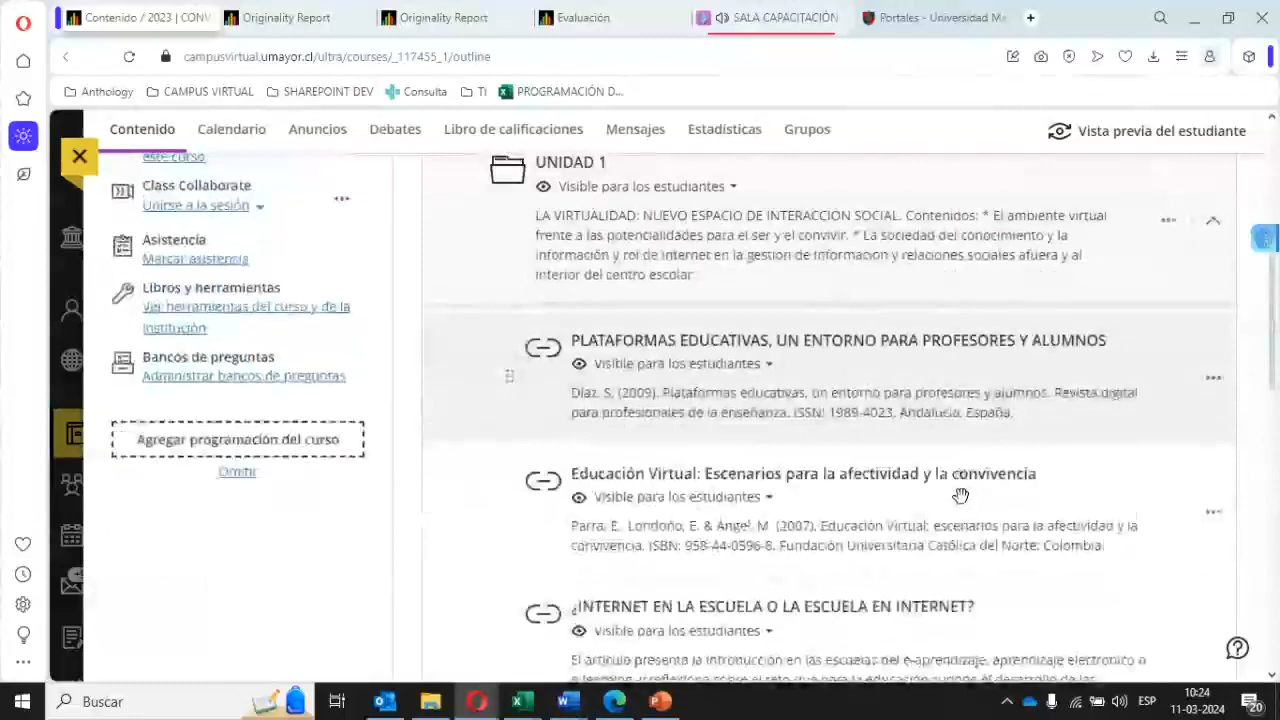 Contenido / 2023 | CONV
Originality Report
Originality Report
Evaluación
SALA CAPACITACIÓN
Portales - Universidad Ma
campusvirtual.umayor.cl/ultra/courses/_117455_1/outline
Anthology
CAMPUS VIRTUAL
SHAREPOINT DEV
Consulta
TI
PROGRAMACIÓN D...
Contenido
Calendario
Anuncios
Debates
Libro de calificaciones
Mensajes
Estadísticas
Grupos
Vista previa del estudiante
este curso
Class Collaborate
Unirse a la sesión
Asistencia
Marcar asistencia
Libros y herramientas
Ver herramientas del curso y de la
institución
Bancos de preguntas
Administrar bancos de preguntas
Agregar programación del curso
Omitir
UNIDAD 1
Visible para los estudiantes
LA VIRTUALIDAD: NUEVO ESPACIO DE INTERACCIÓN SOCIAL. Contenidos: * El ambiente virtual
frente a las potencialidades para el ser y el convivir. * La sociedad del conocimiento y la
información y rol de internet en la gestión de información y relaciones sociales afuera y al
interior del centro escolar
PLATAFORMAS EDUCATIVAS, UN ENTORNO PARA PROFESORES Y ALUMNOS
Visible para los estudiantes
Díaz. S. (2009). Plataformas educativas, un entorno para profesores y alumnos. Revista digital
para profesionales de la enseñanza. ISSN: 1989-4023. Andalucía, España.
Educación Virtual: Escenarios para la afectividad y la convivencia
Visible para los estudiantes
Parra, E., Londoño, E. & Ángel, M. (2007). Educación Virtual; escenarios para la afectividad y la
convivencia. ISBN: 958-44-0596-8. Fundación Universitaria Católica del Norte: Colombia.
¿INTERNET EN LA ESCUELA O LA ESCUELA EN INTERNET?
Visible para los estudiantes
El artículo presenta la introducción en las escuelas del e-aprendizaje, aprendizaje electrónico o
Buscar
ESP
10:24
11-03-2024
20